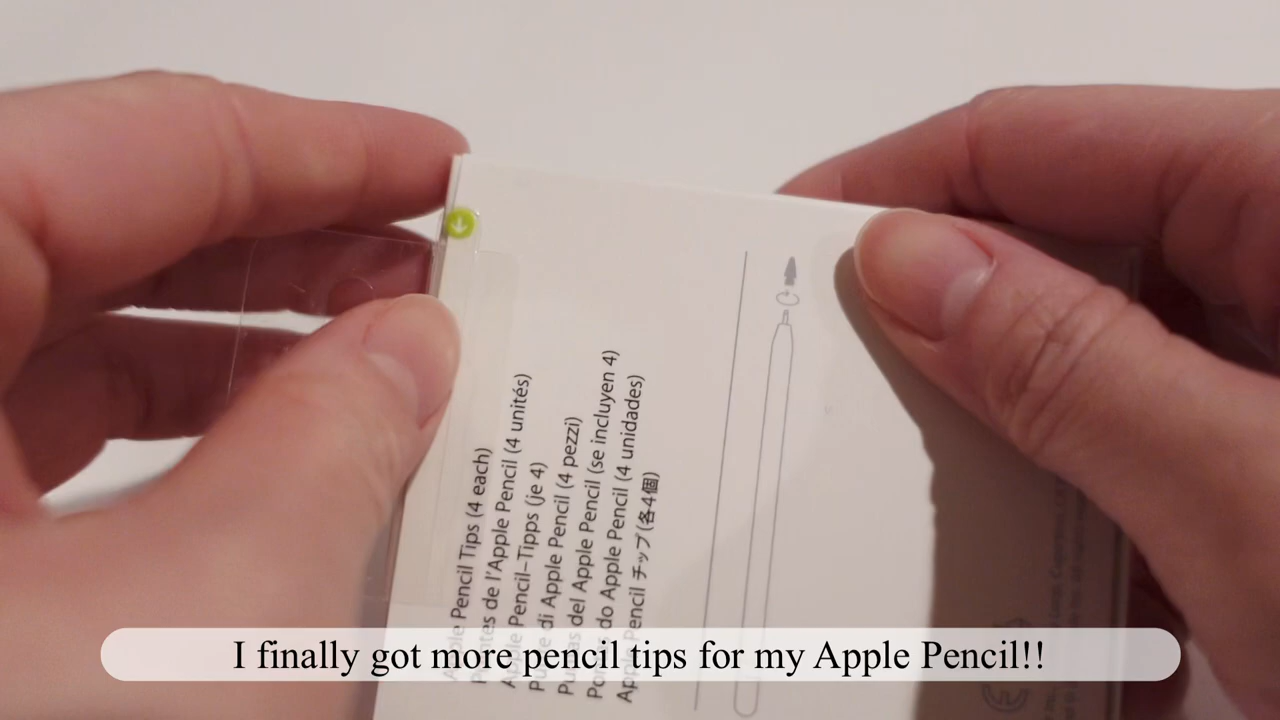 Apple Pencil Tips (4 each)
de l'Apple Pencil (4 unités)
Apple Pencil-Tipps (je 4)
di Apple Pencil (4 pezzi)
del Apple Pencil (se incluyen 4)
do Apple Pencil (4 unidades)
Apple Pencil チップ (各4個)
I finally got more pencil tips for my Apple Pencil!!